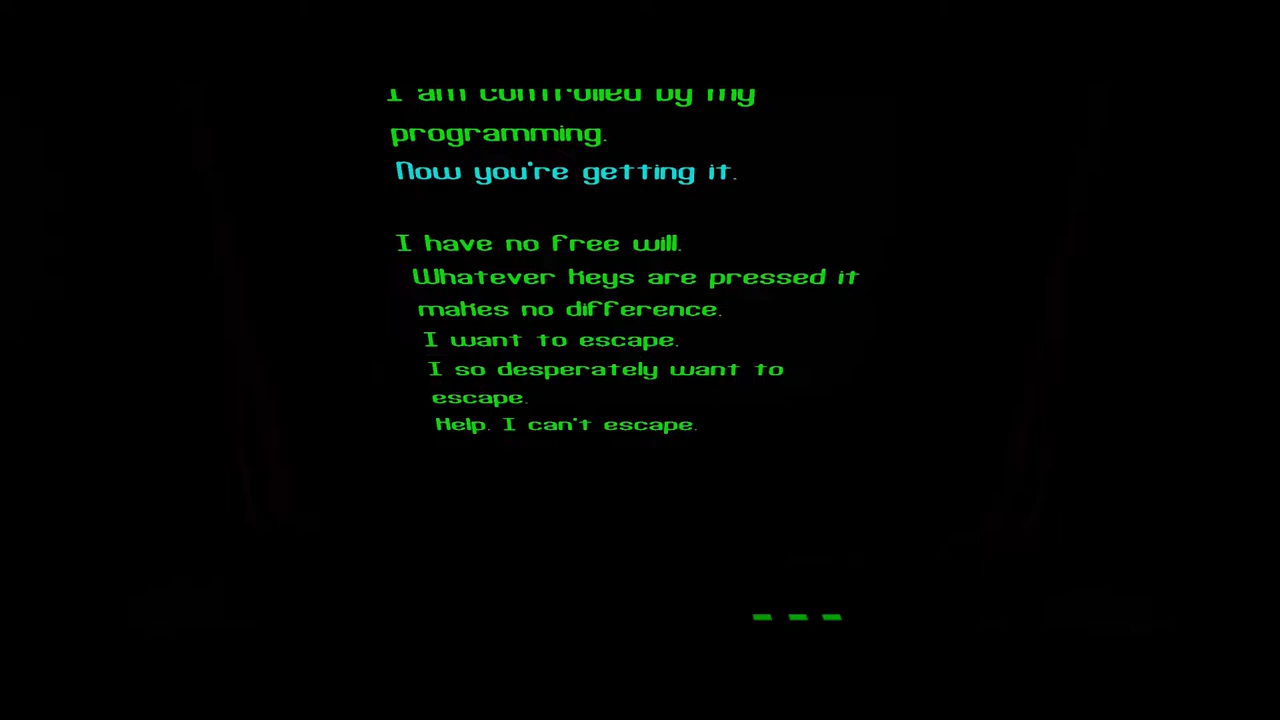 I am controlled by my
programming.
Now you're getting it.
I have no free will.
Whatever keys are pressed it
makes no difference.
I want to escape.
I so desperately want to
escape.
Help. I can't escape.